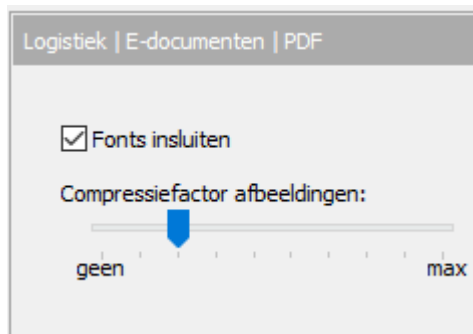 Logistiek | E-documenten | PDF
Fonts insluiten
Compressiefactor afbeeldingen:
geen max